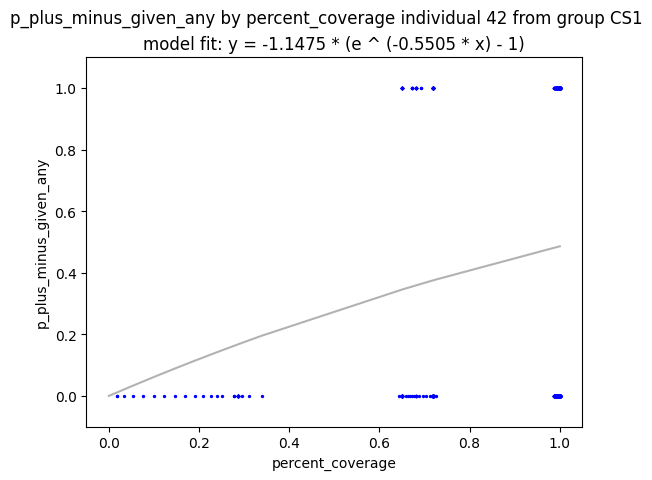 p_plus_minus_given_any by percent_coverage individual 42 from group CS1
model fit: y = -1.1475 * (e ^ (-0.5505 * x) - 1)
p_plus_minus_given_any
1.0
0.8
0.6
0.4
0.2
0.0
0.0 0.2 0.4 0.6 0.8 1.0
percent_coverage